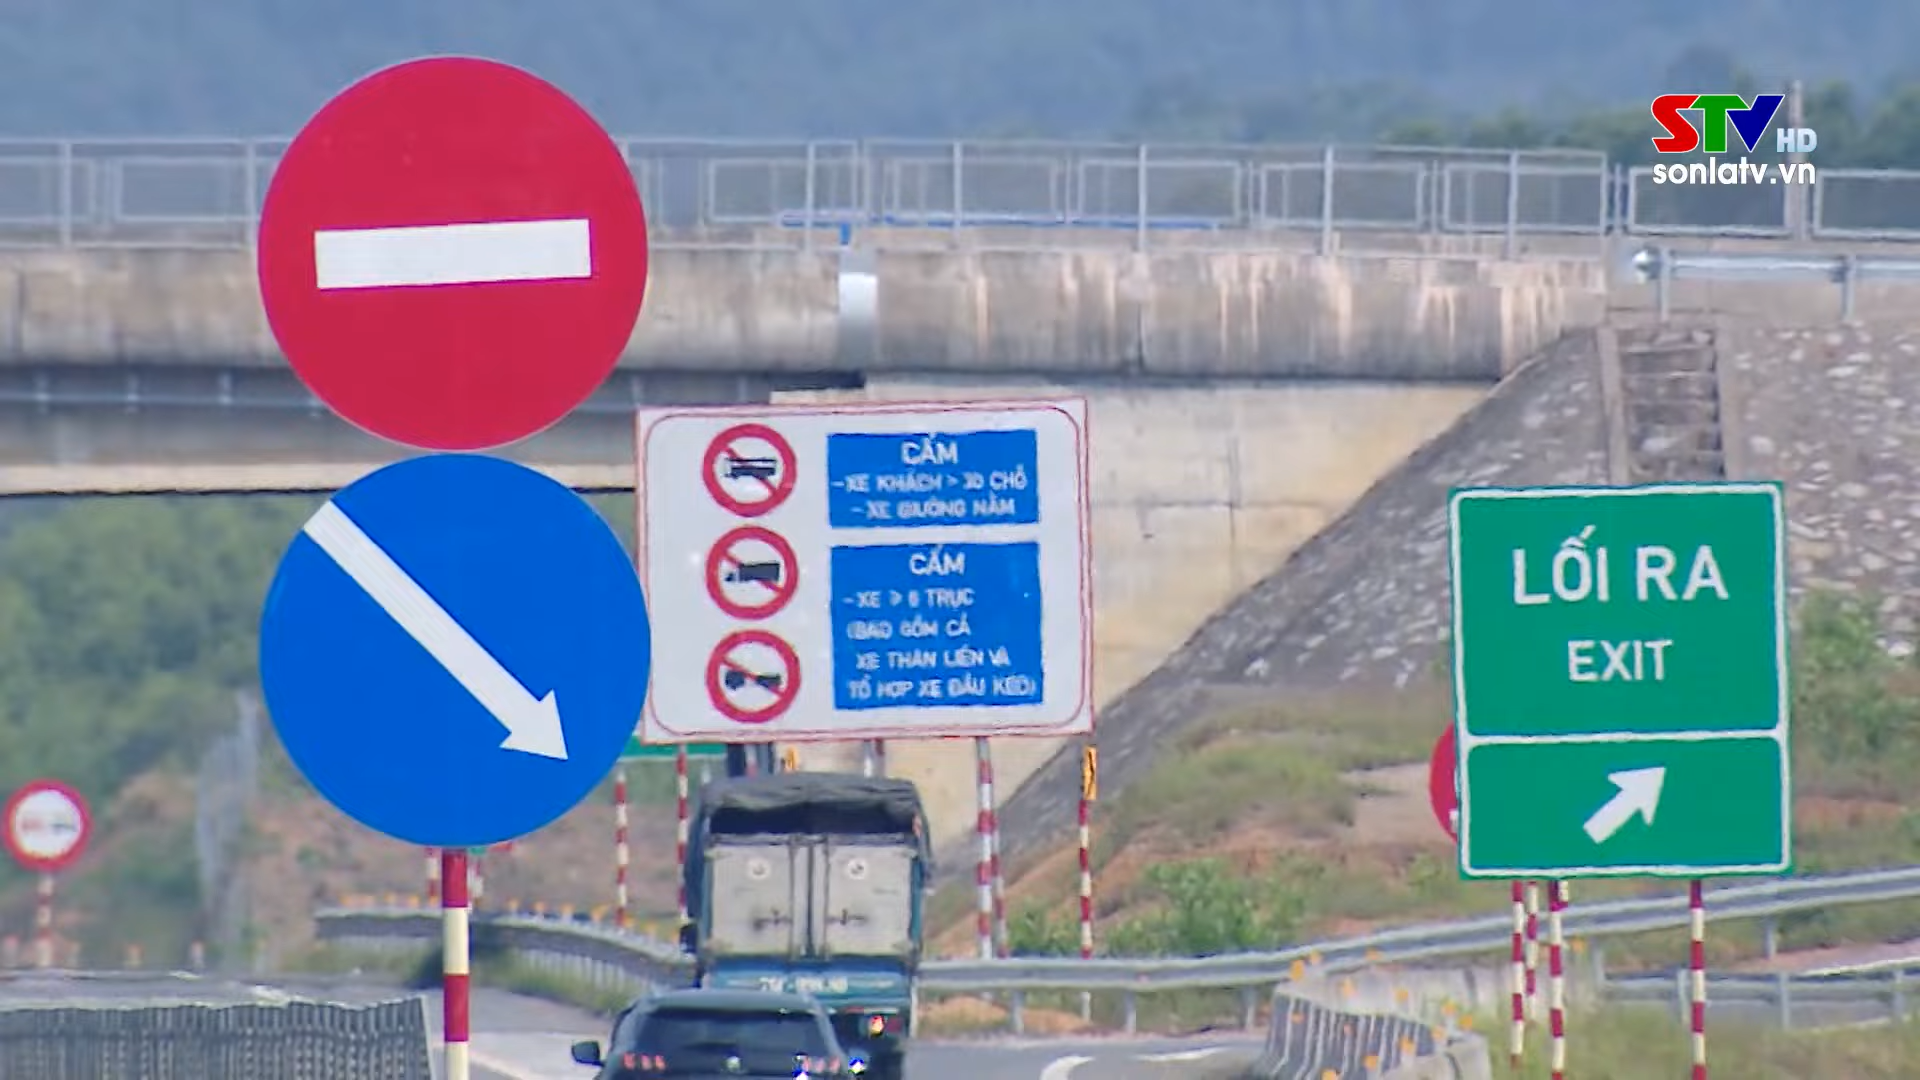 STV HD
sonlatv.vn
CẤM
-XE KHÁCH > 30 CHỖ
- XE GIƯỜNG NẰM
CẤM
-XE ≥ 6 TRỤC
(BAO GỒM CẢ
XE THÂN LIỀN VÀ
TỔ HỢP XE ĐẦU KÉO)
LỐI RA
EXIT